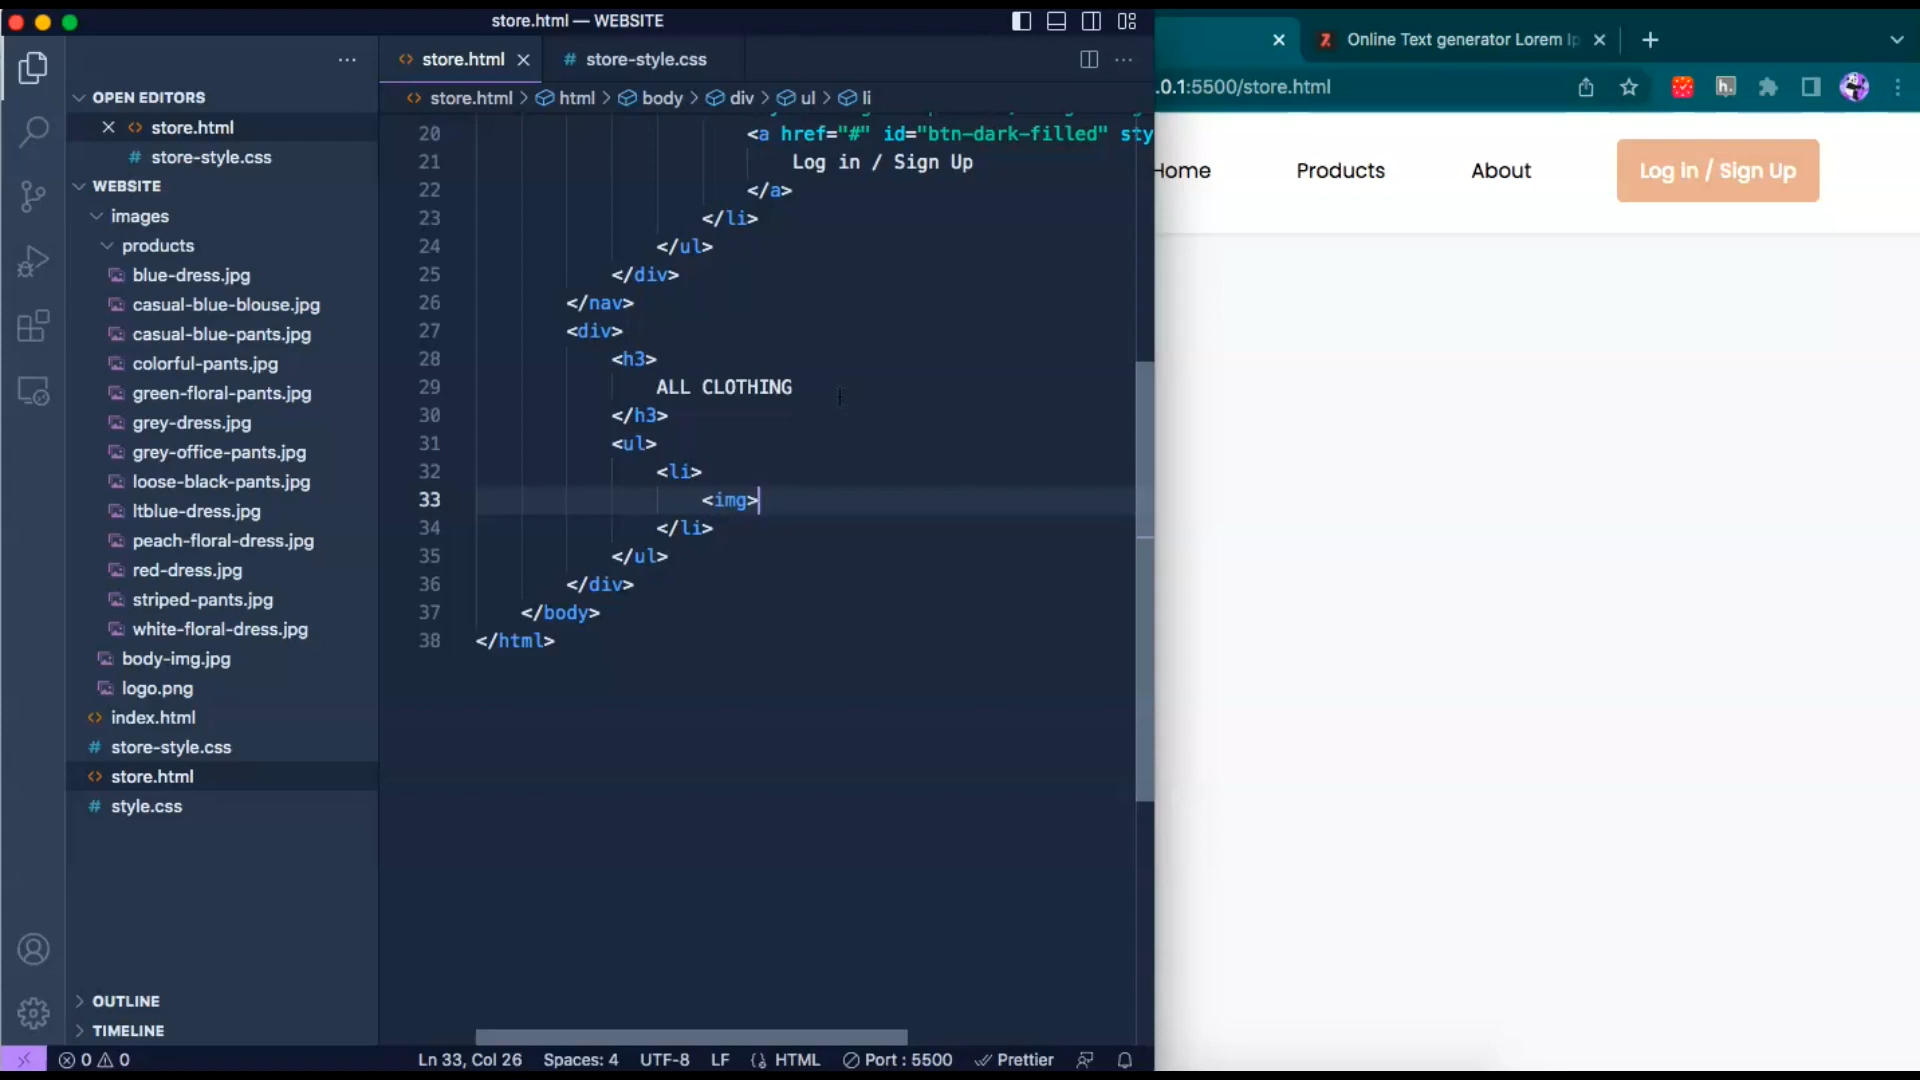 store.html — WEBSITE
store.html
store-style.css
Online Text generator Lorem Ip
.0.1:5500/store.html
OPEN EDITORS
store.html
store-style.css
WEBSITE
images
products
blue-dress.jpg
casual-blue-blouse.jpg
casual-blue-pants.jpg
colorful-pants.jpg
green-floral-pants.jpg
grey-dress.jpg
grey-office-pants.jpg
loose-black-pants.jpg
ltblue-dress.jpg
peach-floral-dress.jpg
red-dress.jpg
striped-pants.jpg
white-floral-dress.jpg
body-img.jpg
logo.png
index.html
store-style.css
store.html
style.css
OUTLINE
TIMELINE
store.html > html > body > div > ul > li
20 <a href="#" id="btn-dark-filled" sty
21 Log in / Sign Up
22 </a>
23 </li>
24 </ul>
25 </div>
26 </nav>
27 <div>
28 <h3>
29 ALL CLOTHING
30 </h3>
31 <ul>
32 <li>
33 <img>
34 </li>
35 </ul>
36 </div>
37 </body>
38 </html>
Home Products About Log in / Sign Up
0 0 Ln 33, Col 26 Spaces: 4 UTF-8 LF HTML Port : 5500 Prettier